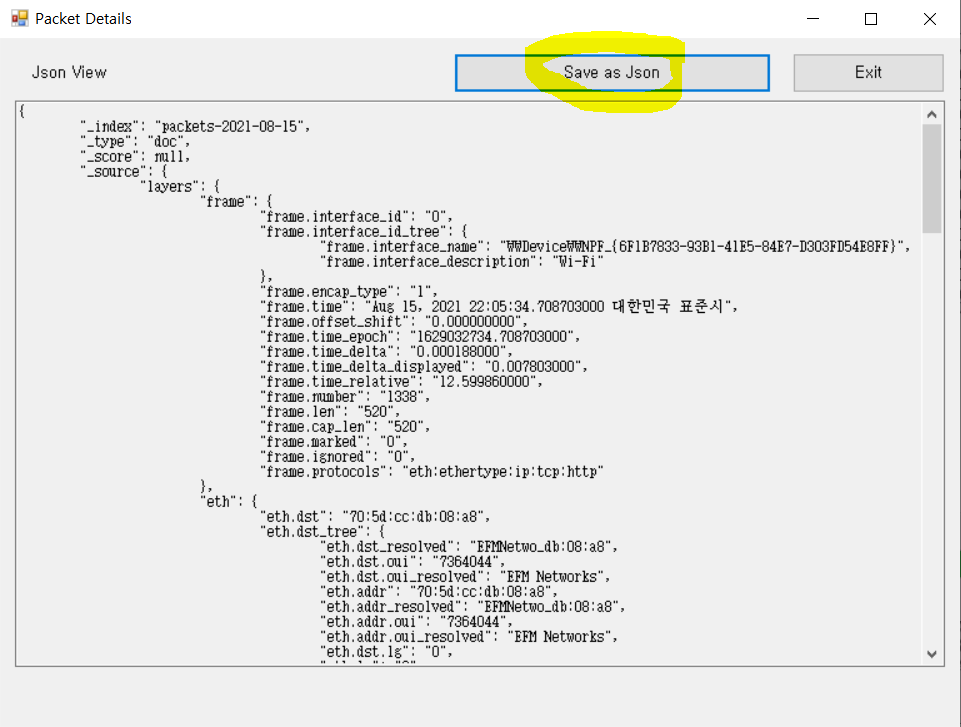 Packet Details
Json View
Save as Json
Exit
{
"_index": "packets-2021-08-15",
"_type": "doc",
"_score": null,
"_source": {
"layers": {
"frame": {
"frame.interface_id": "0",
"frame.interface_id_tree": {
"frame.interface_name": "₩₩Device₩₩NPF_{6F1B7833-93B1-41E5-84E7-D303FD54E8FF}",
"frame.interface_description": "Wi-Fi"
},
"frame.encap_type": "1",
"frame.time": "Aug 15, 2021 22:05:34.708703000 대한민국 표준시",
"frame.offset_shift": "0.000000000",
"frame.time_epoch": "1629032734.708703000",
"frame.time_delta": "0.000188000",
"frame.time_delta_displayed": "0.007803000",
"frame.time_relative": "12.599860000",
"frame.number": "1338",
"frame.len": "520",
"frame.cap_len": "520",
"frame.marked": "0",
"frame.ignored": "0",
"frame.protocols": "eth:ethertype:ip:tcp:http"
},
"eth": {
"eth.dst": "70:5d:cc:db:08:a8",
"eth.dst_tree": {
"eth.dst_resolved": "EFMNetwo_db:08:a8",
"eth.dst.oui": "7364044",
"eth.dst.oui_resolved": "EFM Networks",
"eth.addr": "70:5d:cc:db:08:a8",
"eth.addr_resolved": "EFMNetwo_db:08:a8",
"eth.addr.oui": "7364044",
"eth.addr.oui_resolved": "EFM Networks",
"eth.dst.lg": "0",